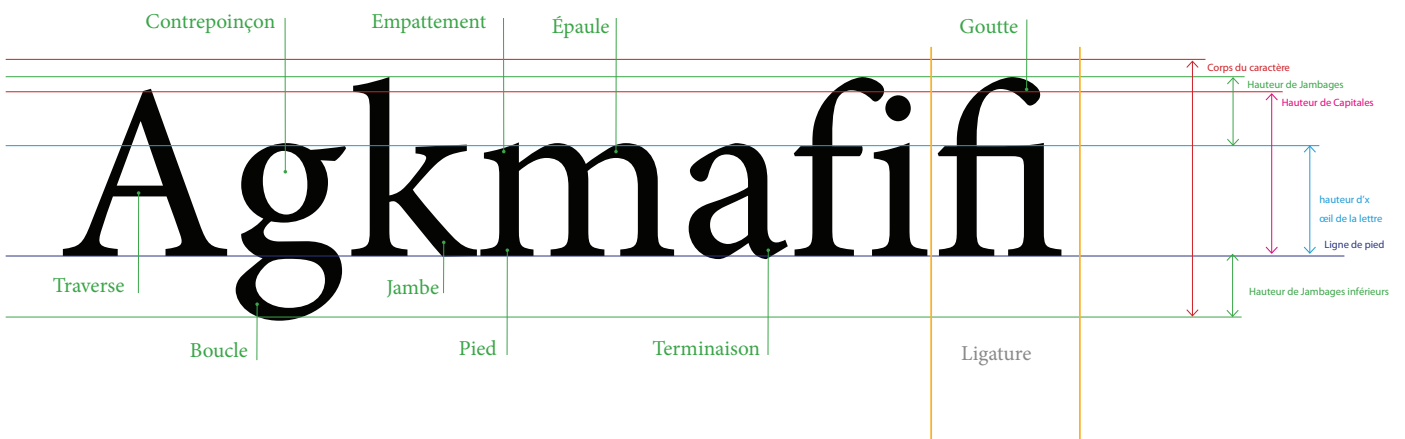 Contrepoinçon
Empattement
Épaule
Goutte
Corps du caractère
Hauteur de Jambages
Hauteur de Capitales
Agkmafifi
hauteur d'x
œil de la lettre
Ligne de pied
Traverse
Jambe
Hauteur de Jambages inférieurs
Boucle
Pied
Terminaison
Ligature